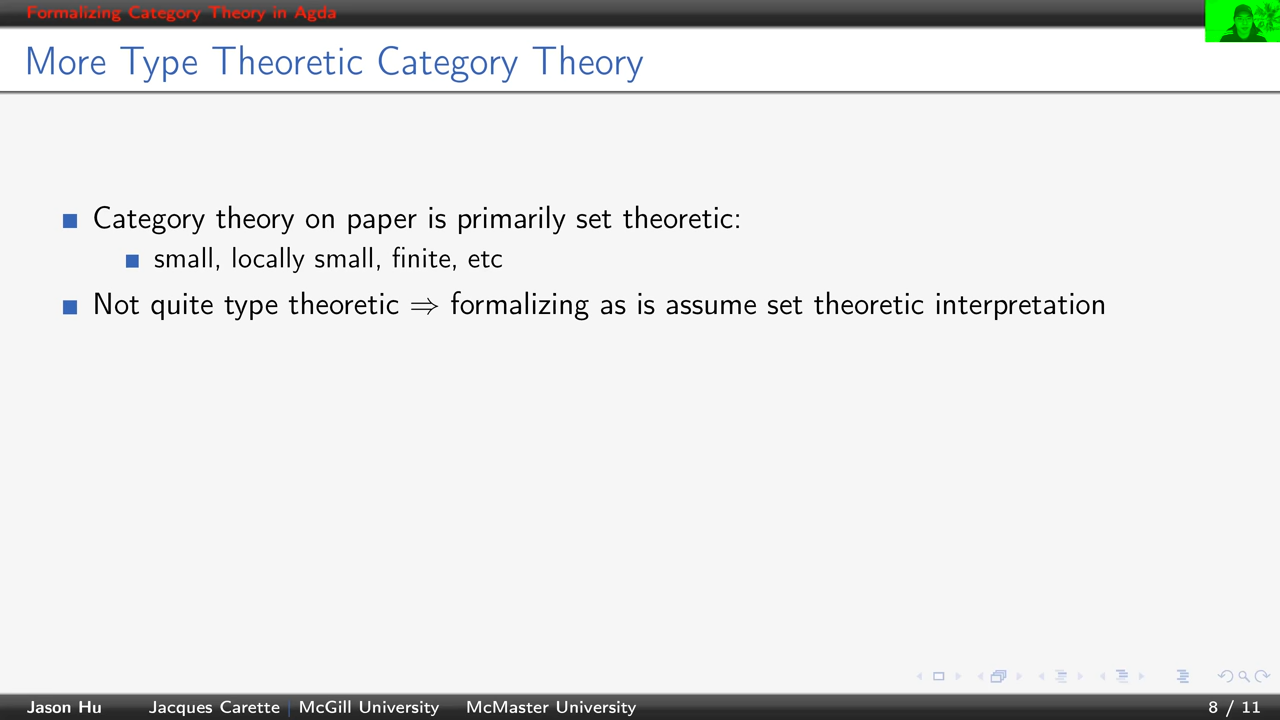 Formalizing Category Theory in Agda
More Type Theoretic Category Theory
Category theory on paper is primarily set theoretic:
small, locally small, finite, etc
Not quite type theoretic ⇒ formalizing as is assume set theoretic interpretation
Jason Hu Jacques Carette McGill University McMaster University 8 / 11